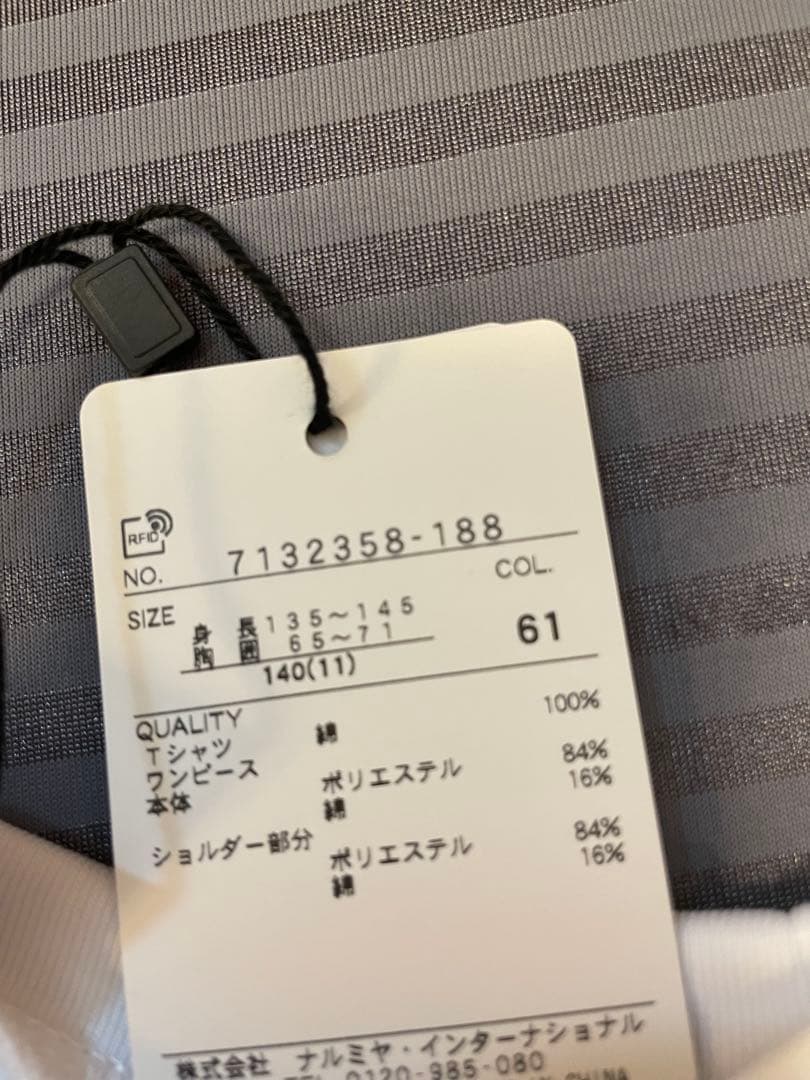 RFID
NO. 7132358-188
SIZE 身 長 135～145 COL.
胸 囲 65～71 61
140(11)
QUALITY
Tシャツ 綿 100%
ワンピース
本体 ポリエステル 84%
綿 16%
ショルダー部分 ポリエステル 84%
綿 16%
株式会社 ナルミヤ・インターナショナル
TEL 0120-985-080
IN CHINA